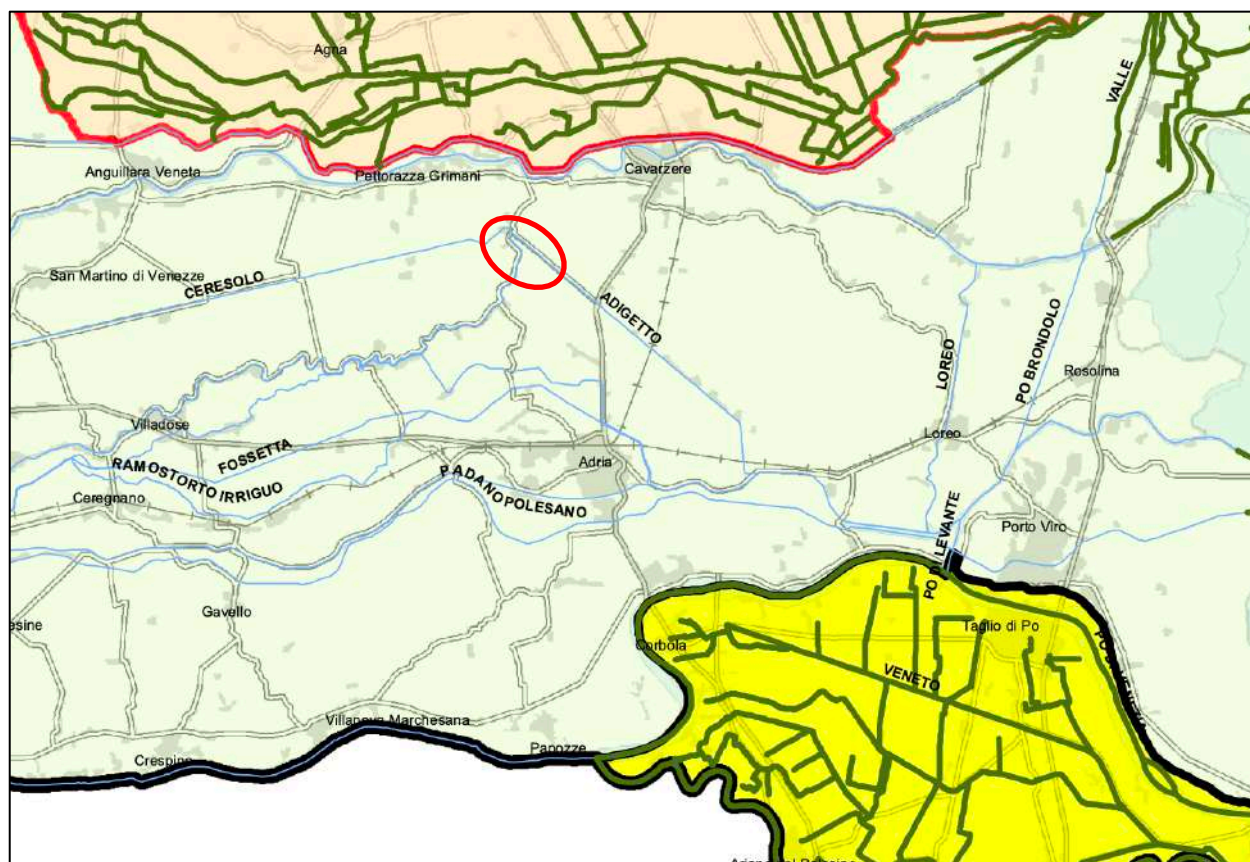 Agna
VALLE
Anguillara Veneta
Pettorazza Grimani
Cavarzere
San Martino di Venezze
CERESOLO
ADIGETTO
LOREO
PO BRONDOLO
Rosolina
Villadose
FOSSETTA
Adria
Loreo
RAMOSTORTO IRRIGUO
PADANO POLESANO
Ceregnano
Porto Viro
PO DI LEVANTE
Gavello
esine
Corbola
Taglio di Po
VENETO
Villanova Marchesana
Papozze
Crespino